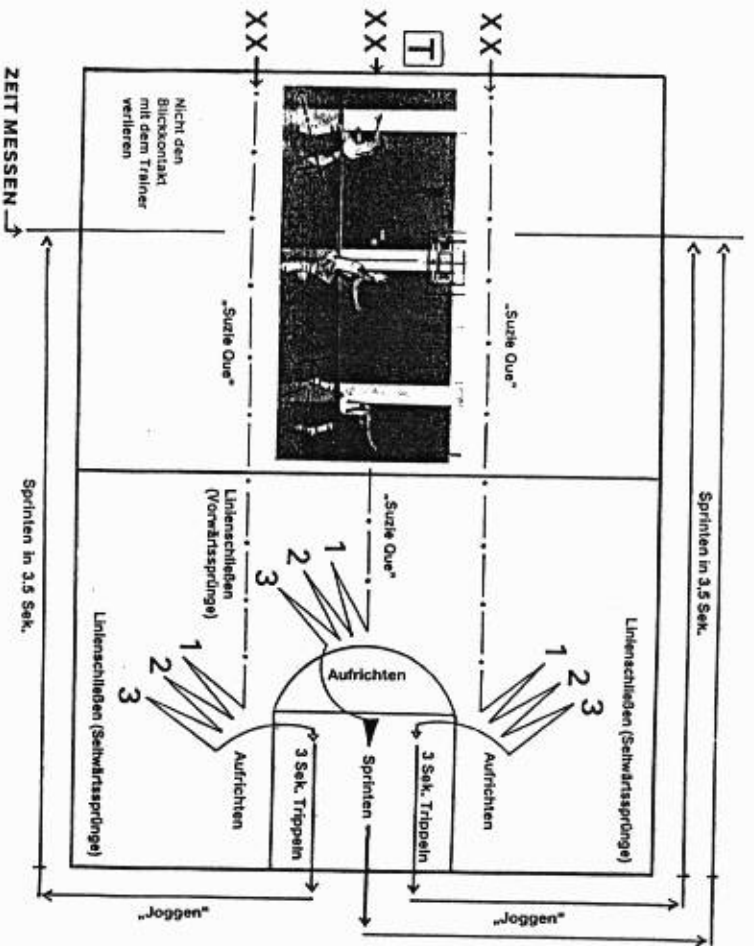 XX
XX
T
XX
ZEIT MESSEN
Nicht den
Blickkontakt
mit dem Trainer
verlieren
„Suzie Que"
„Suzie Que"
„Suzie Que"
Sprinten in 3,5 Sek.
Sprinten in 3.5 Sek.
Linienschließen
(Vorwärtssprünge)
1
2
3
1
2
3
1
2
3
Linienschließen (Seitwärtssprünge)
Linienschließen (Seitwärtssprünge)
Aufrichten
Aufrichten
Aufrichten
3 Sek. Trippeln
Sprinten
3 Sek. Trippeln
„Joggen"
„Joggen"